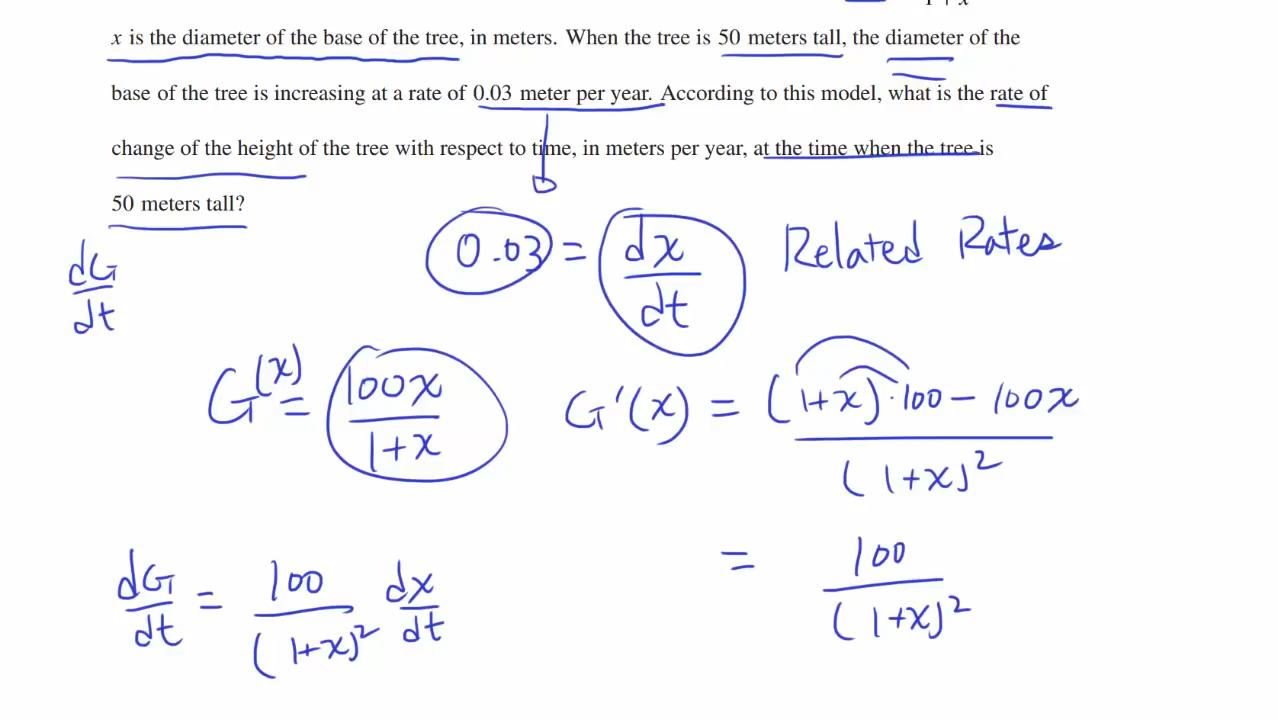 1 + x
x is the diameter of the base of the tree, in meters. When the tree is 50 meters tall, the diameter of the
base of the tree is increasing at a rate of 0.03 meter per year. According to this model, what is the rate of
change of the height of the tree with respect to time, in meters per year, at the time when the tree is
50 meters tall?
dG/dt
0.03 = dx/dt Related Rates
G(x) = 100x/1+x G'(x) = (1+x)·100 - 100x/(1+x)²
= 100/(1+x)²
dG/dt = 100/(1+x)² dx/dt